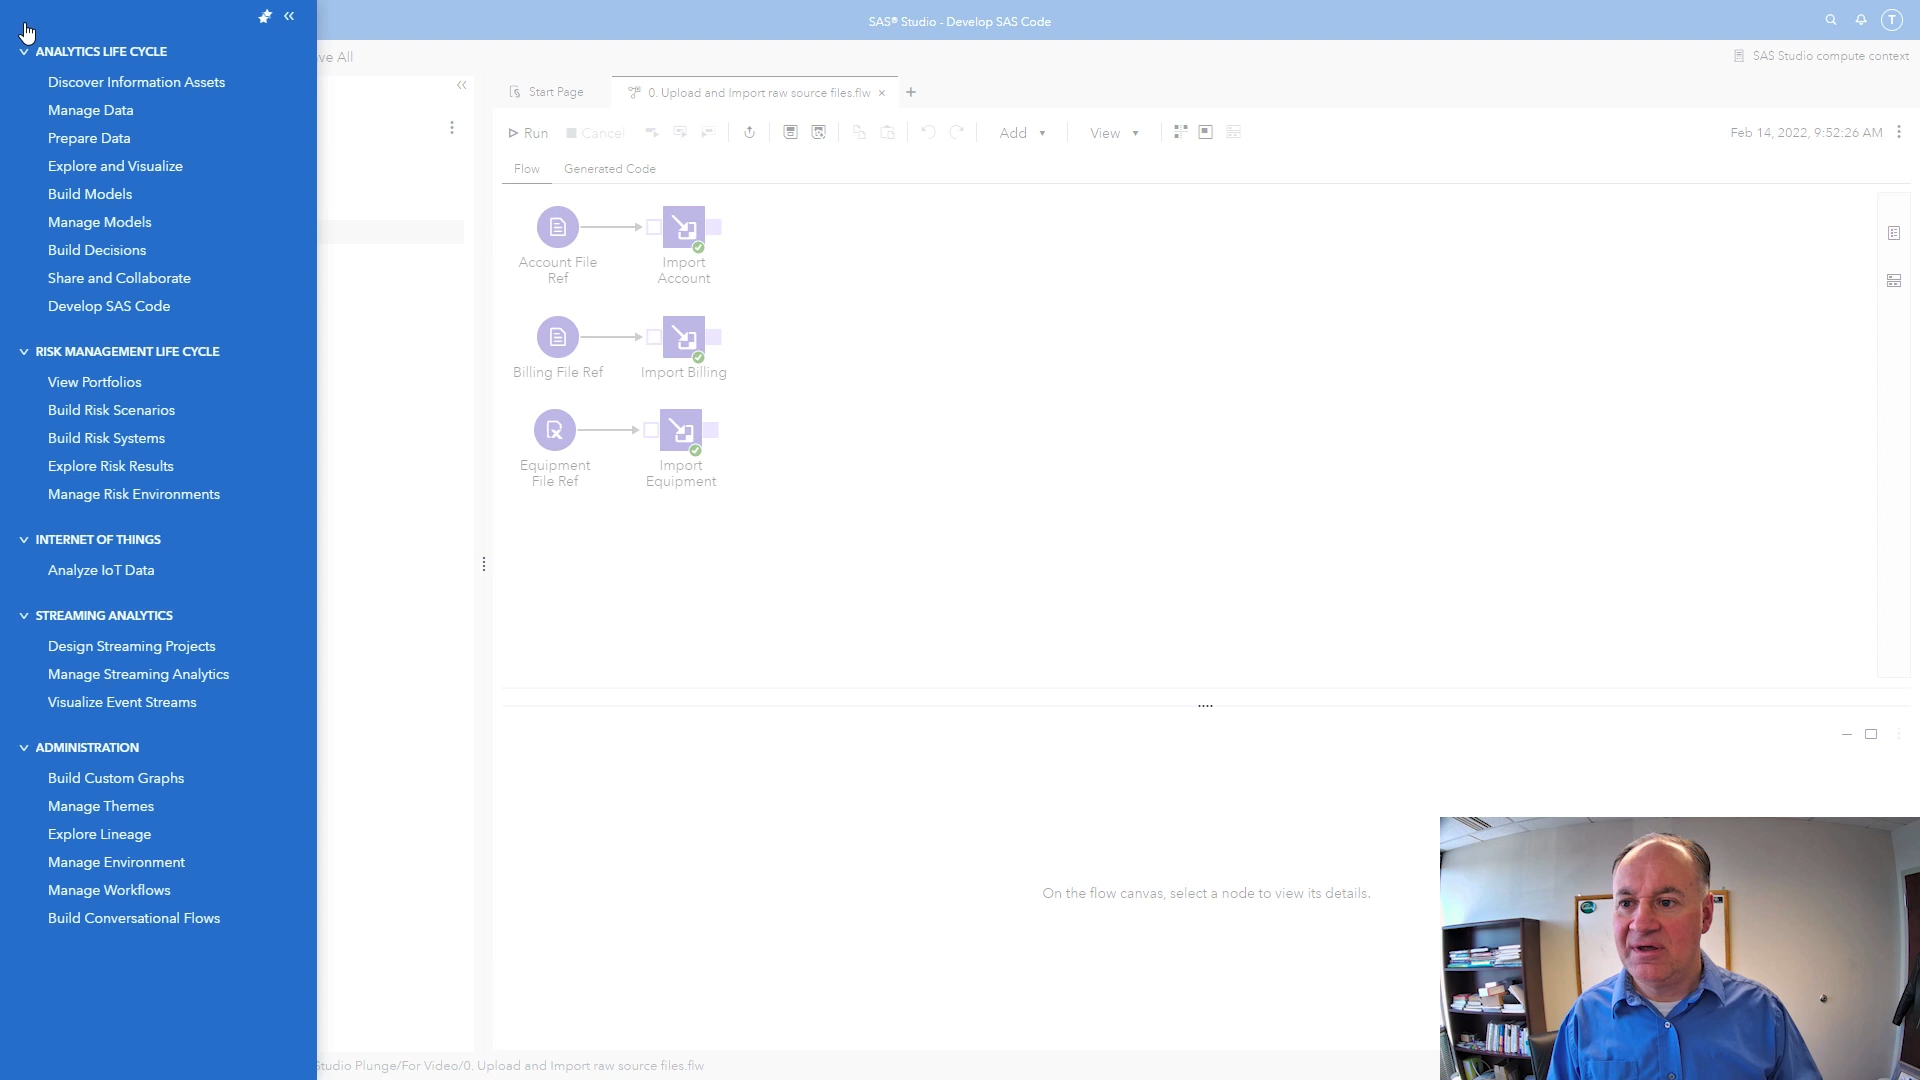 SAS® Studio - Develop SAS Code
T
ve All
SAS Studio compute context
ANALYTICS LIFE CYCLE
Discover Information Assets
Manage Data
Prepare Data
Explore and Visualize
Build Models
Manage Models
Build Decisions
Share and Collaborate
Develop SAS Code
RISK MANAGEMENT LIFE CYCLE
View Portfolios
Build Risk Scenarios
Build Risk Systems
Explore Risk Results
Manage Risk Environments
INTERNET OF THINGS
Analyze IoT Data
STREAMING ANALYTICS
Design Streaming Projects
Manage Streaming Analytics
Visualize Event Streams
ADMINISTRATION
Build Custom Graphs
Manage Themes
Explore Lineage
Manage Environment
Manage Workflows
Build Conversational Flows
Start Page
0. Upload and Import raw source files.flw
Run Cancel Add View
Feb 14, 2022, 9:52:26 AM
Flow Generated Code
Account File
Ref
Import
Account
Billing File Ref
Import Billing
Equipment
File Ref
Import
Equipment
On the flow canvas, select a node to view its details.
Studio Plunge/For Video/0. Upload and Import raw source files.flw